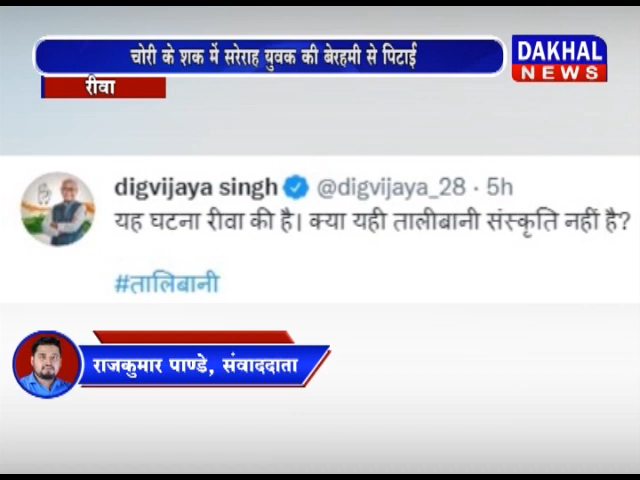 चोरी के शक में सरेराह युवक की बेरहमी से पिटाई
DAKHAL
NEWS
रीवा
digvijaya singh @digvijaya_28 · 5h
यह घटना रीवा की है। क्या यही तालीबानी संस्कृति नहीं है?
#तालिबानी
राजकुमार पाण्डे, संवाददाता